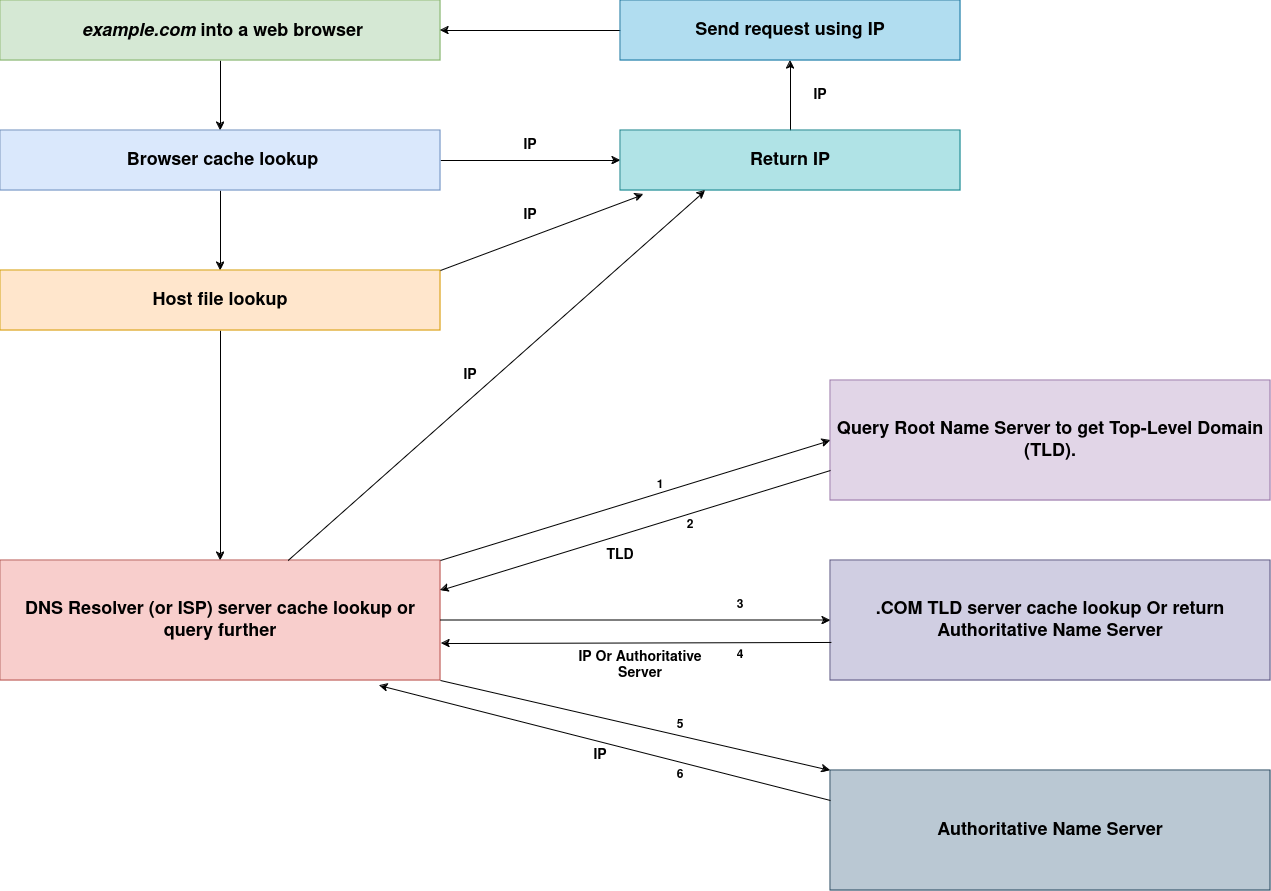 example.com into a web browser
Send request using IP
IP
Browser cache lookup
IP
Return IP
IP
Host file lookup
IP
Query Root Name Server to get Top-Level Domain
(TLD).
1
2
TLD
DNS Resolver (or ISP) server cache lookup or
query further
3
.COM TLD server cache lookup Or return
Authoritative Name Server
4
IP Or Authoritative
Server
5
IP
6
Authoritative Name Server